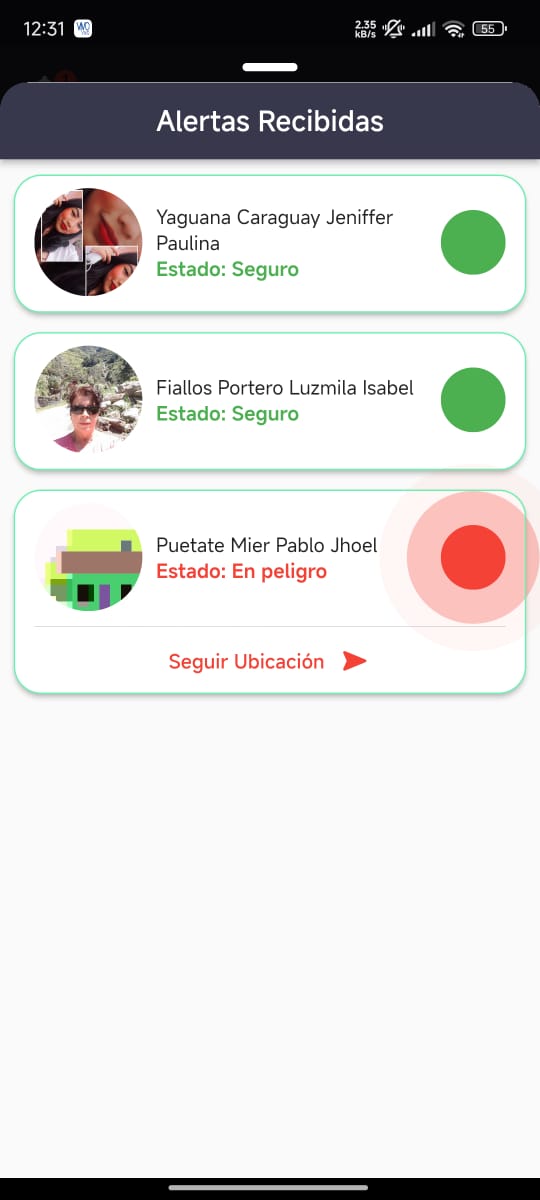 12:31
2.35
kB/s
55
Alertas Recibidas
Yaguana Caraguay Jeniffer
Paulina
Estado: Seguro
Fiallos Portero Luzmila Isabel
Estado: Seguro
Puetate Mier Pablo Jhoel
Estado: En peligro
Seguir Ubicación